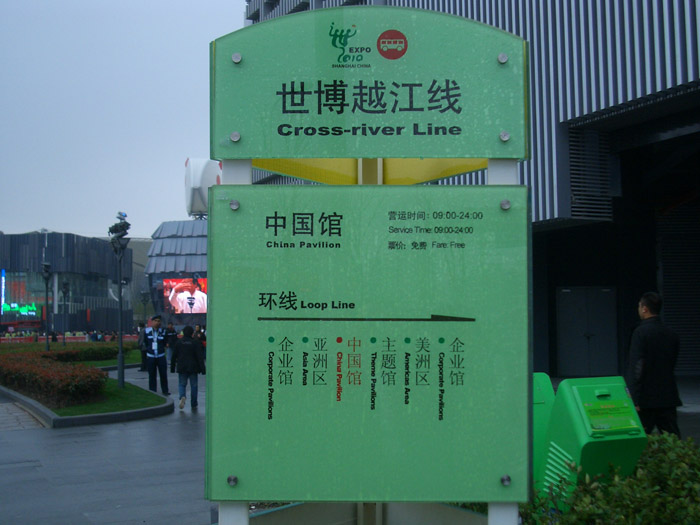 EXPO
2010
SHANGHAI CHINA
世博越江线
Cross-river Line
中国馆
China Pavilion
营运时间：09:00-24:00
Service Time: 09:00-24:00
票价：免费 Fare: Free
环线 Loop Line
企业馆
Corporate Pavilions
亚洲区
Asia Area
中国馆
China Pavilion
主题馆
Theme Pavilions
美洲区
Americas Area
企业馆
Corporate Pavilions